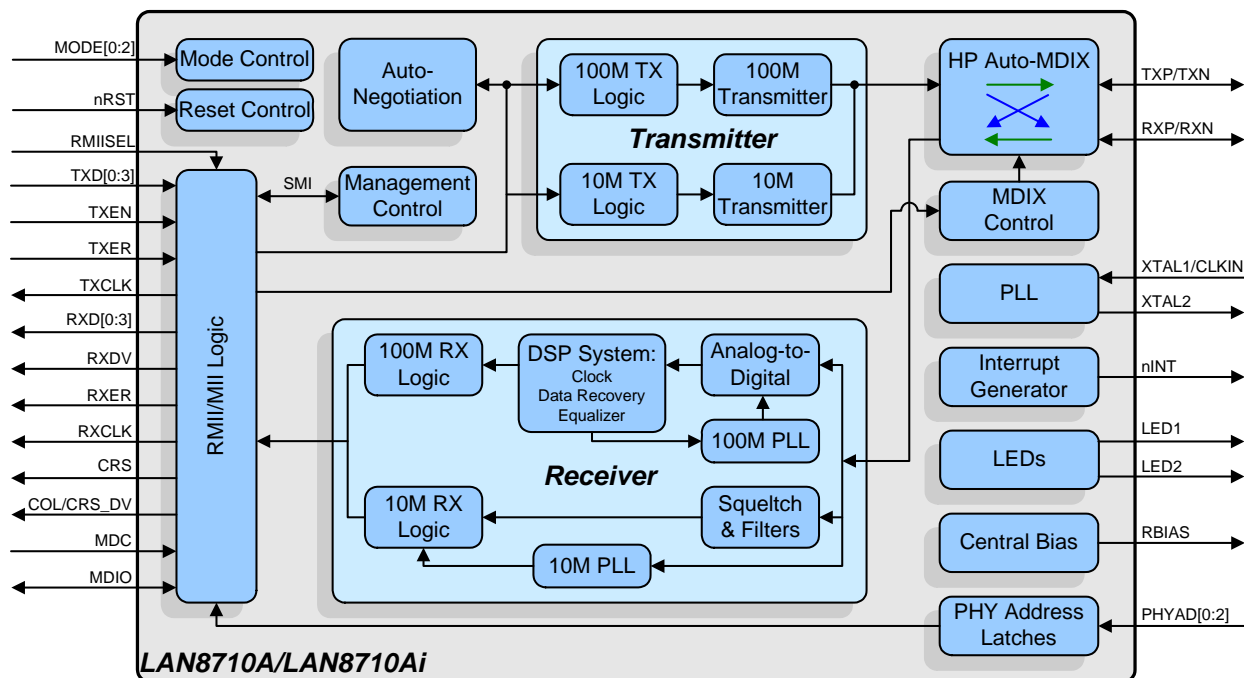 MODE[0:2]
nRST
RMIISEL
TXD[0:3]
TXEN
TXER
TXCLK
RXD[0:3]
RXDV
RXER
RXCLK
CRS
COL/CRS_DV
MDC
MDIO
Mode Control
Reset Control
RMII/MII Logic
SMI
Auto-
Negotiation
Management
Control
100M TX
Logic
100M
Transmitter
Transmitter
10M TX
Logic
10M
Transmitter
100M RX
Logic
DSP System:
Clock
Data Recovery
Equalizer
Analog-to-
Digital
100M PLL
Receiver
10M RX
Logic
Squeltch
& Filters
10M PLL
HP Auto-MDIX
MDIX
Control
PLL
Interrupt
Generator
LEDs
Central Bias
PHY Address
Latches
TXP/TXN
RXP/RXN
XTAL1/CLKIN
XTAL2
nINT
LED1
LED2
RBIAS
PHYAD[0:2]
LAN8710A/LAN8710Ai